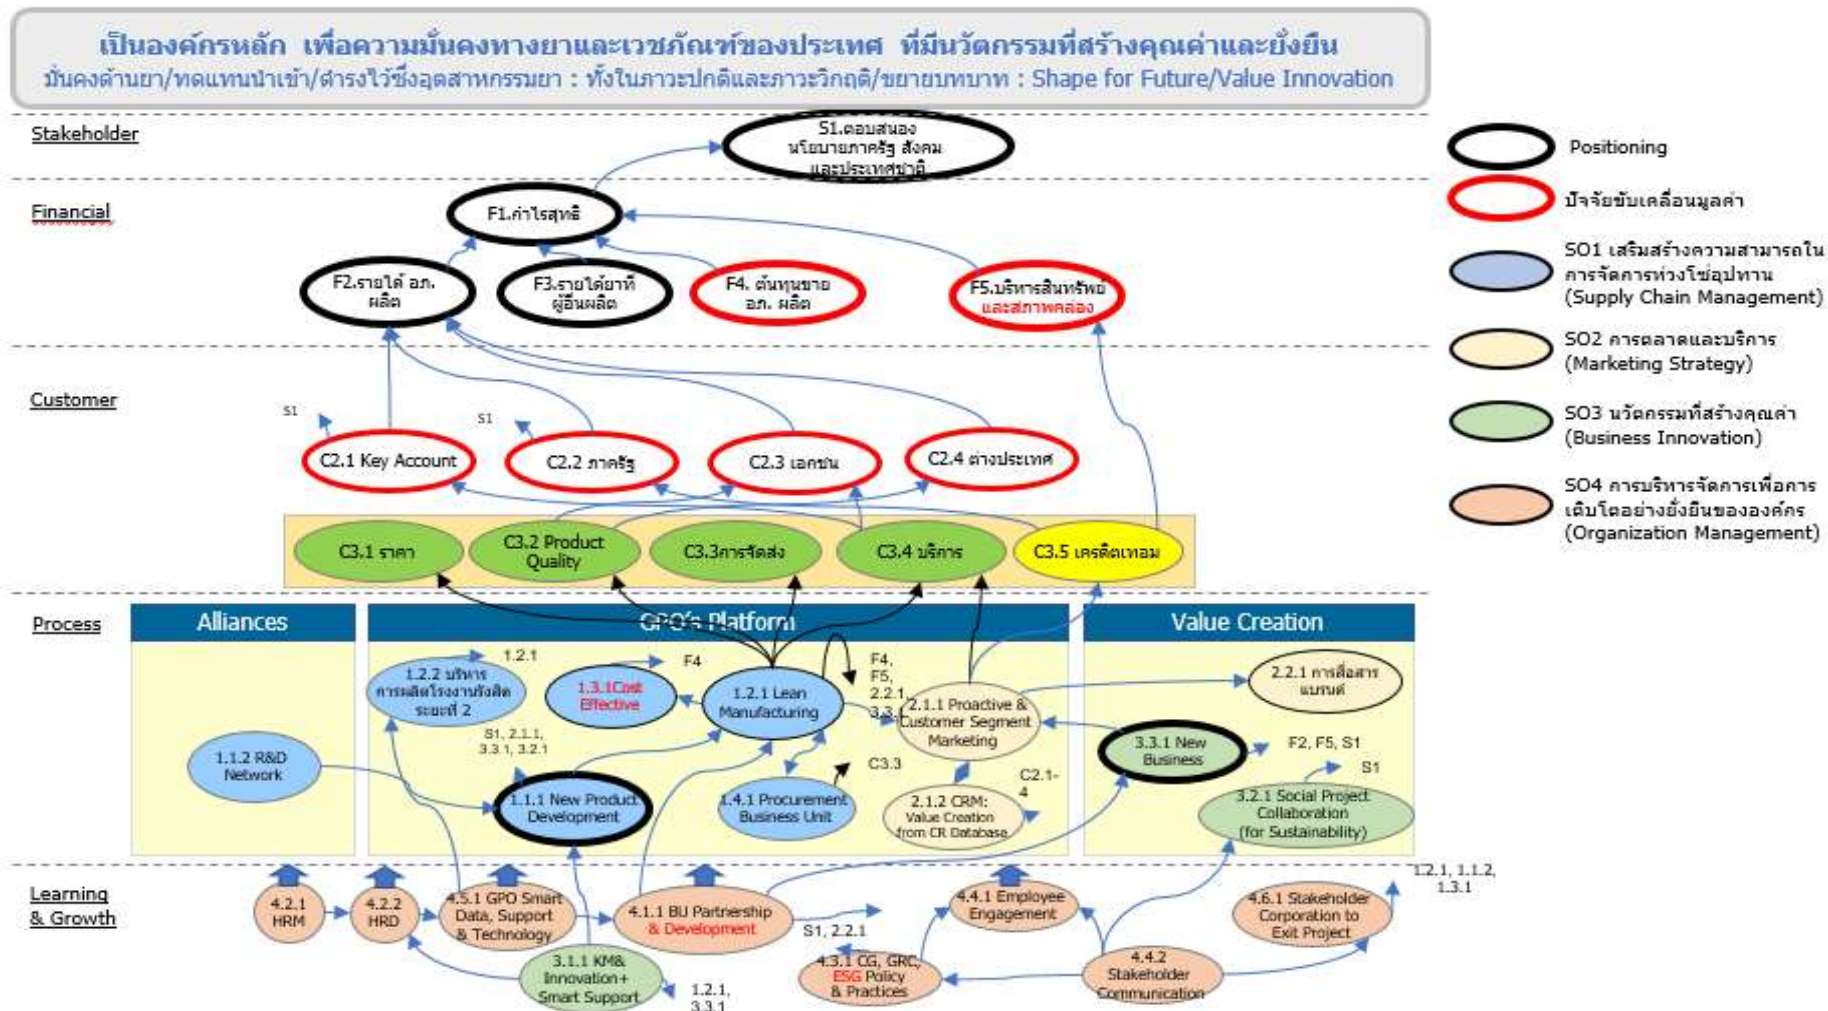 เป็นองค์กรหลัก เพื่อความมั่นคงทางยาและเวชภัณฑ์ของประเทศ ที่มีนวัตกรรมที่สร้างคุณค่าและยั่งยืน
มั่นคงด้านยา/ทดแทนนำเข้า/ดำรงไว้ซึ่งอุตสาหกรรมยา : ทั้งในภาวะปกติและภาวะวิกฤติ/ขยายบทบาท : Shape for Future/Value Innovation
Stakeholder
S1.ตอบสนอง
นโยบายภาครัฐ สังคม
และประเทศชาติ
Financial
F1.กำไรสุทธิ
F2.รายได้ อภ.
ผลิต
F3.รายได้ยาที่
ผู้อื่นผลิต
F4. ต้นทุนขาย
อภ. ผลิต
F5.บริหารสินทรัพย์
และสภาพคล่อง
Customer
S1
S1
C2.1 Key Account
C2.2 ภาครัฐ
C2.3 เอกชน
C2.4 ต่างประเทศ
C3.1 ราคา
C3.2 Product
Quality
C3.3การจัดส่ง
C3.4 บริการ
C3.5 เครดิตเทอม
Positioning
ปัจจัยขับเคลื่อนมูลค่า
SO1 เสริมสร้างความสามารถใน
การจัดการห่วงโซ่อุปทาน
(Supply Chain Management)
SO2 การตลาดและบริการ
(Marketing Strategy)
SO3 นวัตกรรมที่สร้างคุณค่า
(Business Innovation)
SO4 การบริหารจัดการเพื่อการ
เติบโตอย่างยั่งยืนขององค์กร
(Organization Management)
Process
Alliances
GPO's Platform
Value Creation
1.2.2 บริหาร
การผลิตโรงงานรังสิต
ระยะที่ 2
1.2.1
1.3.1Cost
Effective
F4
1.2.1 Lean
Manufacturing
F4,
F5,
2.2.1,
3.3.1
2.1.1 Proactive &
Customer Segment
Marketing
2.2.1 การสื่อสาร
แบรนด์
1.1.2 R&D
Network
S1, 2.1.1,
3.3.1, 3.2.1
1.1.1 New Product
Development
1.4.1 Procurement
Business Unit
C3.3
2.1.2 CRM:
Value Creation
from CR Database
C2.1-
4
3.3.1 New
Business
F2, F5, S1
S1
3.2.1 Social Project
Collaboration
(for Sustainability)
Learning
& Growth
4.2.1
HRM
4.2.2
HRD
4.5.1 GPO Smart
Data, Support
& Technology
4.1.1 BU Partnership
& Development
S1, 2.2.1
4.4.1 Employee
Engagement
4.6.1 Stakeholder
Corporation to
Exit Project
1.2.1, 1.1.2,
1.3.1
3.1.1 KM&
Innovation+
Smart Support
1.2.1,
3.3.1
4.3.1 CG, GRC,
ESG Policy
& Practices
4.4.2
Stakeholder
Communication